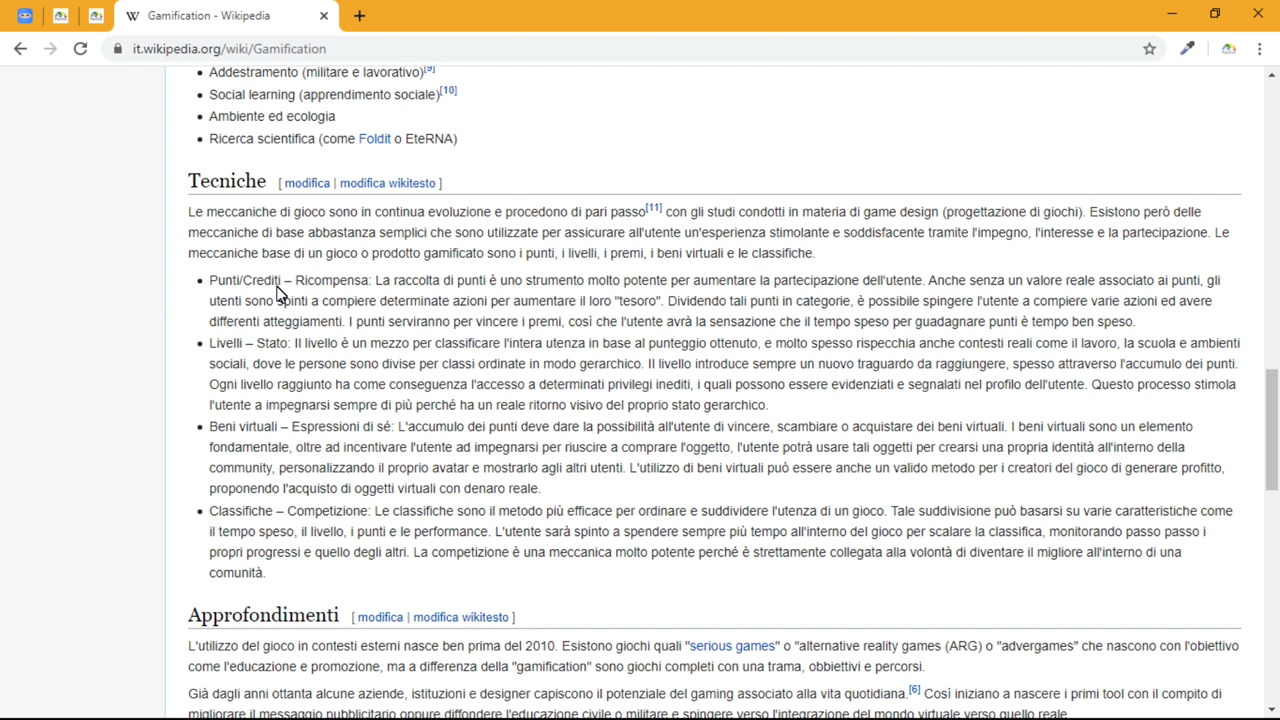 Gamification - Wikipedia
it.wikipedia.org/wiki/Gamification
• Addestramento (militare e lavorativo)[9]
• Social learning (apprendimento sociale)[10]
• Ambiente ed ecologia
• Ricerca scientifica (come Foldit o EteRNA)
Tecniche [ modifica | modifica wikitesto ]
Le meccaniche di gioco sono in continua evoluzione e procedono di pari passo[11] con gli studi condotti in materia di game design (progettazione di giochi). Esistono però delle
meccaniche di base abbastanza semplici che sono utilizzate per assicurare all'utente un'esperienza stimolante e soddisfacente tramite l'impegno, l'interesse e la partecipazione. Le
meccaniche base di un gioco o prodotto gamificato sono i punti, i livelli, i premi, i beni virtuali e le classifiche.
• Punti/Crediti – Ricompensa: La raccolta di punti è uno strumento molto potente per aumentare la partecipazione dell'utente. Anche senza un valore reale associato ai punti, gli
utenti sono spinti a compiere determinate azioni per aumentare il loro "tesoro". Dividendo tali punti in categorie, è possibile spingere l'utente a compiere varie azioni ed avere
differenti atteggiamenti. I punti serviranno per vincere i premi, così che l'utente avrà la sensazione che il tempo speso per guadagnare punti è tempo ben speso.
• Livelli – Stato: Il livello è un mezzo per classificare l'intera utenza in base al punteggio ottenuto, e molto spesso rispecchia anche contesti reali come il lavoro, la scuola e ambienti
sociali, dove le persone sono divise per classi ordinate in modo gerarchico. Il livello introduce sempre un nuovo traguardo da raggiungere, spesso attraverso l'accumulo dei punti.
Ogni livello raggiunto ha come conseguenza l'accesso a determinati privilegi inediti, i quali possono essere evidenziati e segnalati nel profilo dell'utente. Questo processo stimola
l'utente a impegnarsi sempre di più perché ha un reale ritorno visivo del proprio stato gerarchico.
• Beni virtuali – Espressioni di sé: L'accumulo dei punti deve dare la possibilità all'utente di vincere, scambiare o acquistare dei beni virtuali. I beni virtuali sono un elemento
fondamentale, oltre ad incentivare l'utente ad impegnarsi per riuscire a comprare l'oggetto, l'utente potrà usare tali oggetti per crearsi una propria identità all'interno della
community, personalizzando il proprio avatar e mostrarlo agli altri utenti. L'utilizzo di beni virtuali può essere anche un valido metodo per i creatori del gioco di generare profitto,
proponendo l'acquisto di oggetti virtuali con denaro reale.
• Classifiche – Competizione: Le classifiche sono il metodo più efficace per ordinare e suddividere l'utenza di un gioco. Tale suddivisione può basarsi su varie caratteristiche come
il tempo speso, il livello, i punti e le performance. L'utente sarà spinto a spendere sempre più tempo all'interno del gioco per scalare la classifica, monitorando passo passo i
propri progressi e quello degli altri. La competizione è una meccanica molto potente perché è strettamente collegata alla volontà di diventare il migliore all'interno di una
comunità.
Approfondimenti [ modifica | modifica wikitesto ]
L'utilizzo del gioco in contesti esterni nasce ben prima del 2010. Esistono giochi quali "serious games" o "alternative reality games (ARG) o "advergames" che nascono con l'obiettivo
come l'educazione e promozione, ma a differenza della "gamification" sono giochi completi con una trama, obbiettivi e percorsi.
Già dagli anni ottanta alcune aziende, istituzioni e designer capiscono il potenziale del gaming associato alla vita quotidiana.[6] Così iniziano a nascere i primi tool con il compito di
migliorare il messaggio pubblicitario oppure diffondere l'educazione civile o militare e spingere verso l'integrazione del mondo virtuale verso quello reale.